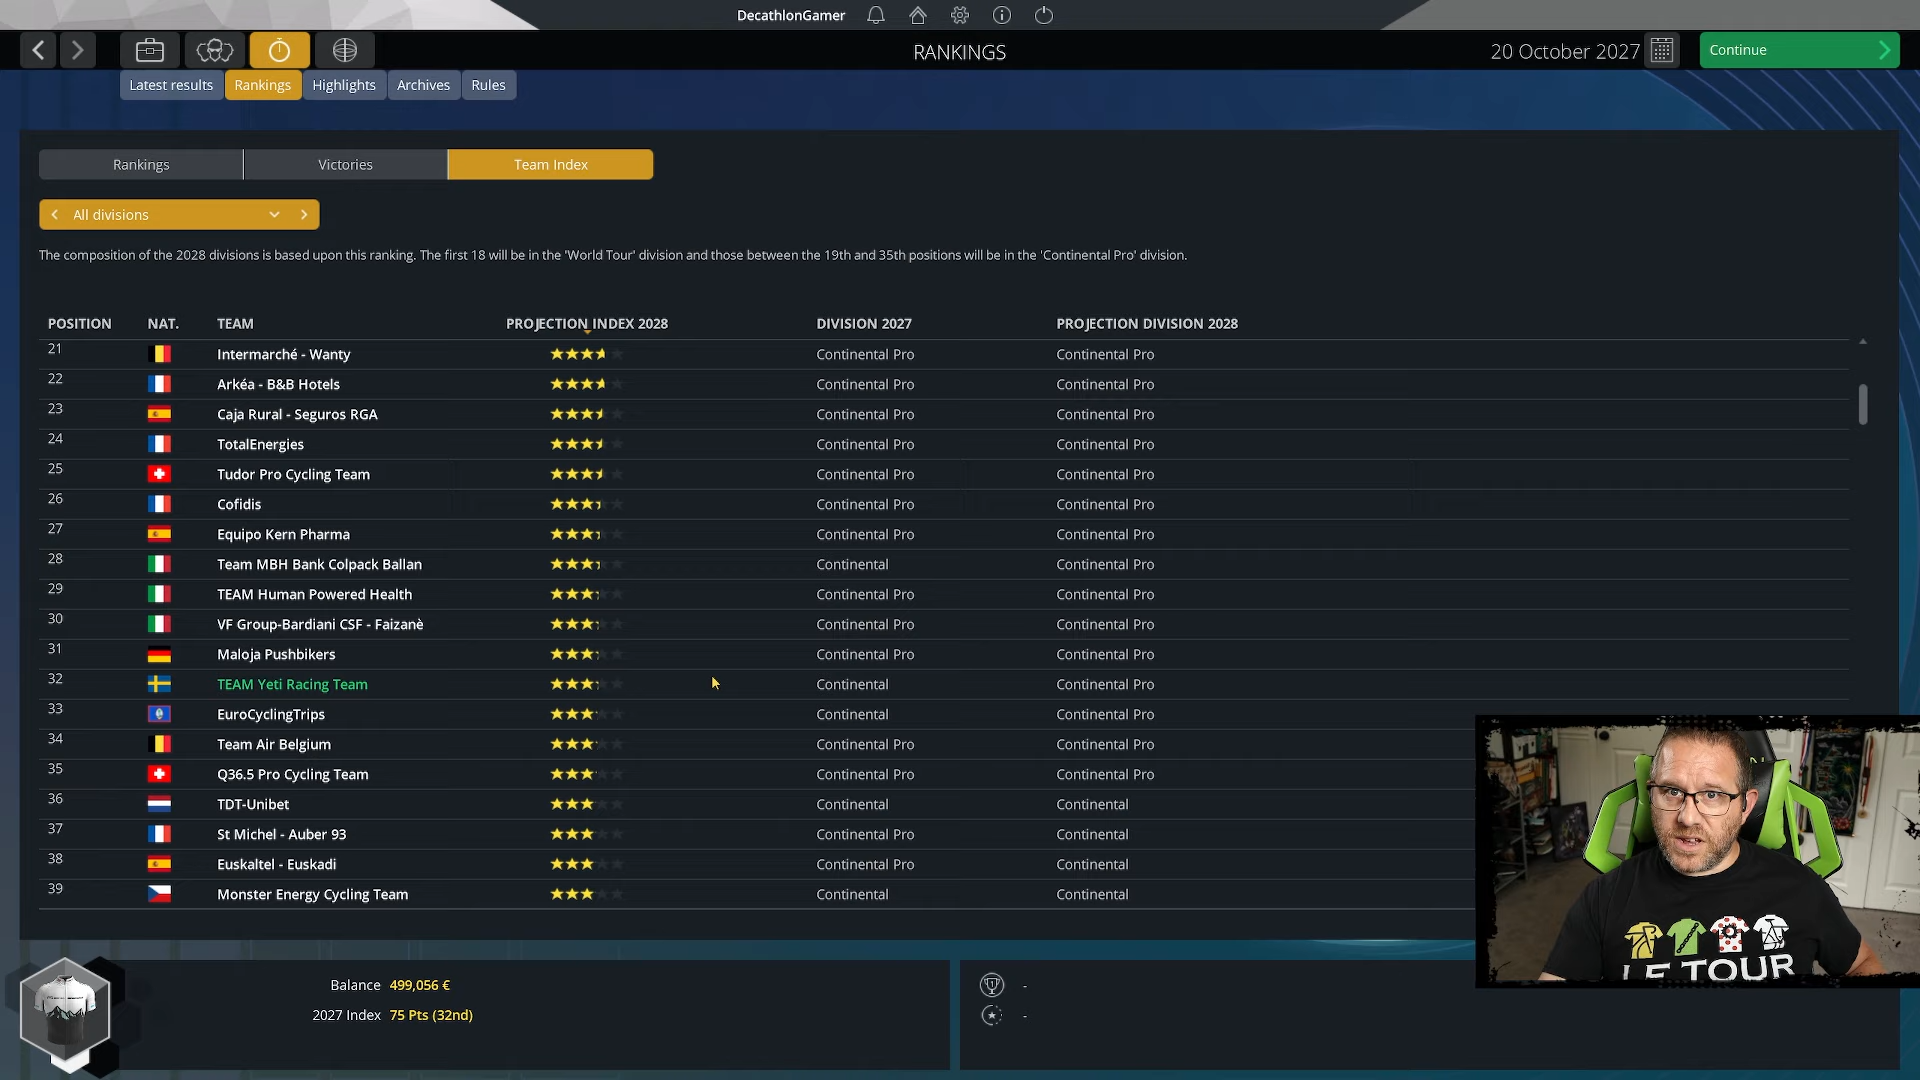 DecathlonGamer
RANKINGS
20 October 2027
Continue
Latest results Rankings Highlights Archives Rules
Rankings Victories Team Index
All divisions
The composition of the 2028 divisions is based upon this ranking. The first 18 will be in the 'World Tour' division and those between the 19th and 35th positions will be in the 'Continental Pro' division.
POSITION NAT. TEAM PROJECTION INDEX 2028 DIVISION 2027 PROJECTION DIVISION 2028
21 Intermarché - Wanty Continental Pro Continental Pro
22 Arkéa - B&B Hotels Continental Pro Continental Pro
23 Caja Rural - Seguros RGA Continental Pro Continental Pro
24 TotalEnergies Continental Pro Continental Pro
25 Tudor Pro Cycling Team Continental Pro Continental Pro
26 Cofidis Continental Pro Continental Pro
27 Equipo Kern Pharma Continental Pro Continental Pro
28 Team MBH Bank Colpack Ballan Continental Continental Pro
29 TEAM Human Powered Health Continental Pro Continental Pro
30 VF Group-Bardiani CSF - Faizanè Continental Pro Continental Pro
31 Maloja Pushbikers Continental Pro Continental Pro
32 TEAM Yeti Racing Team Continental Continental Pro
33 EuroCyclingTrips Continental Continental Pro
34 Team Air Belgium Continental Pro Continental Pro
35 Q36.5 Pro Cycling Team Continental Pro Continental Pro
36 TDT-Unibet Continental Continental
37 St Michel - Auber 93 Continental Pro Continental
38 Euskaltel - Euskadi Continental Pro Continental
39 Monster Energy Cycling Team Continental Continental
Balance 499,056 €
2027 Index 75 Pts (32nd)
-
-
LE TOUR